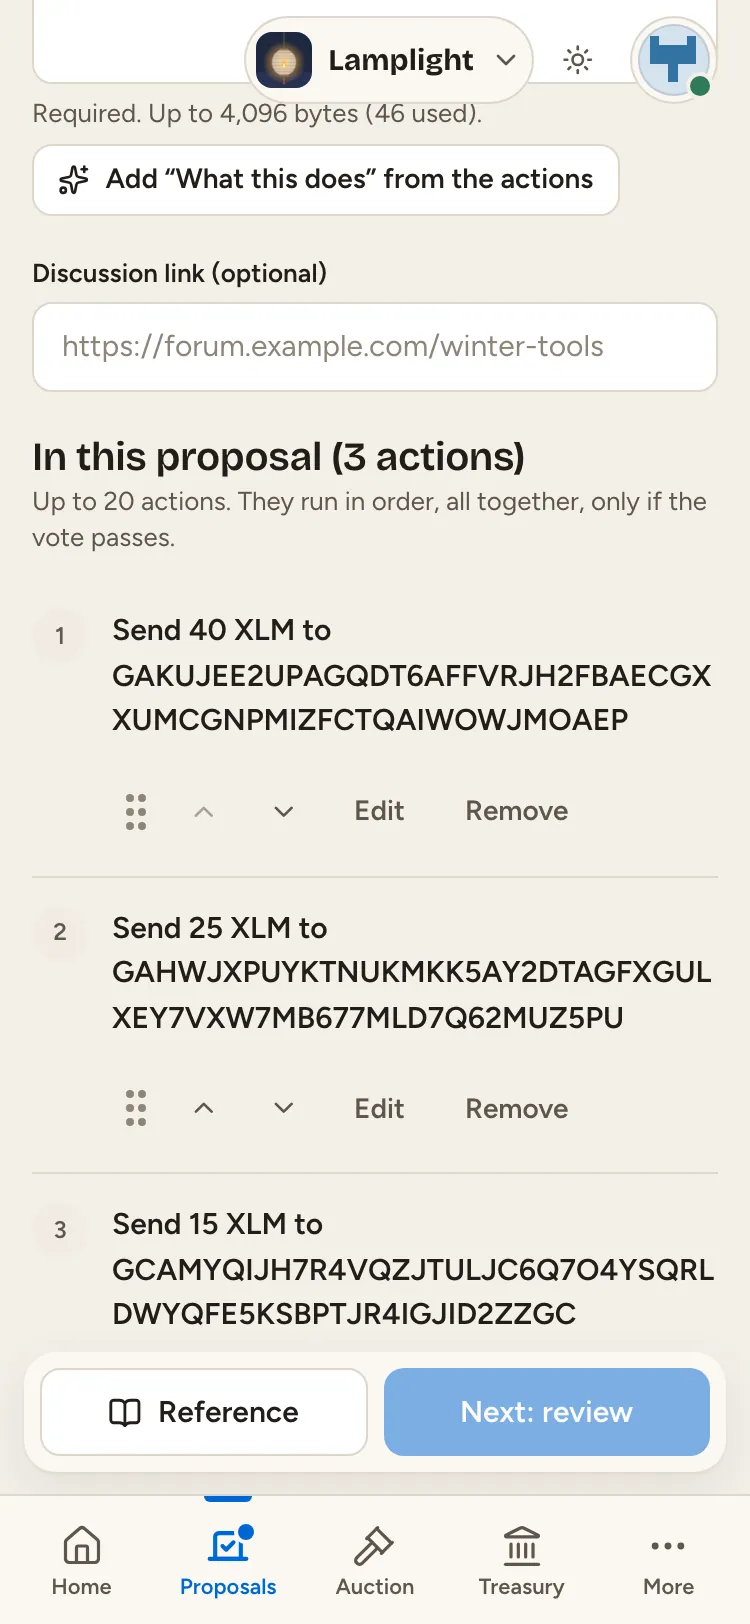 Lamplight
Required. Up to 4,096 bytes (46 used).
Add “What this does” from the actions
Discussion link (optional)
https://forum.example.com/winter-tools
In this proposal (3 actions)
Up to 20 actions. They run in order, all together, only if the
vote passes.
1
Send 40 XLM to
GAKUJEE2UPAGQDT6AFFVRJH2FBAECGX
XUMCGNPMIZFCTQAIWOWJMOAEP
Edit Remove
2
Send 25 XLM to
GAHWJXPUYKTNUKMKK5AY2DTAGFXGUL
XEY7VXW7MB677MLD7Q62MUZ5PU
Edit Remove
3
Send 15 XLM to
GCAMYQIJH7R4VQZJTULJC6Q7O4YSQRL
DWYQFE5KSBPTJR4IGJID2ZZGC
Reference Next: review
Home Proposals Auction Treasury More